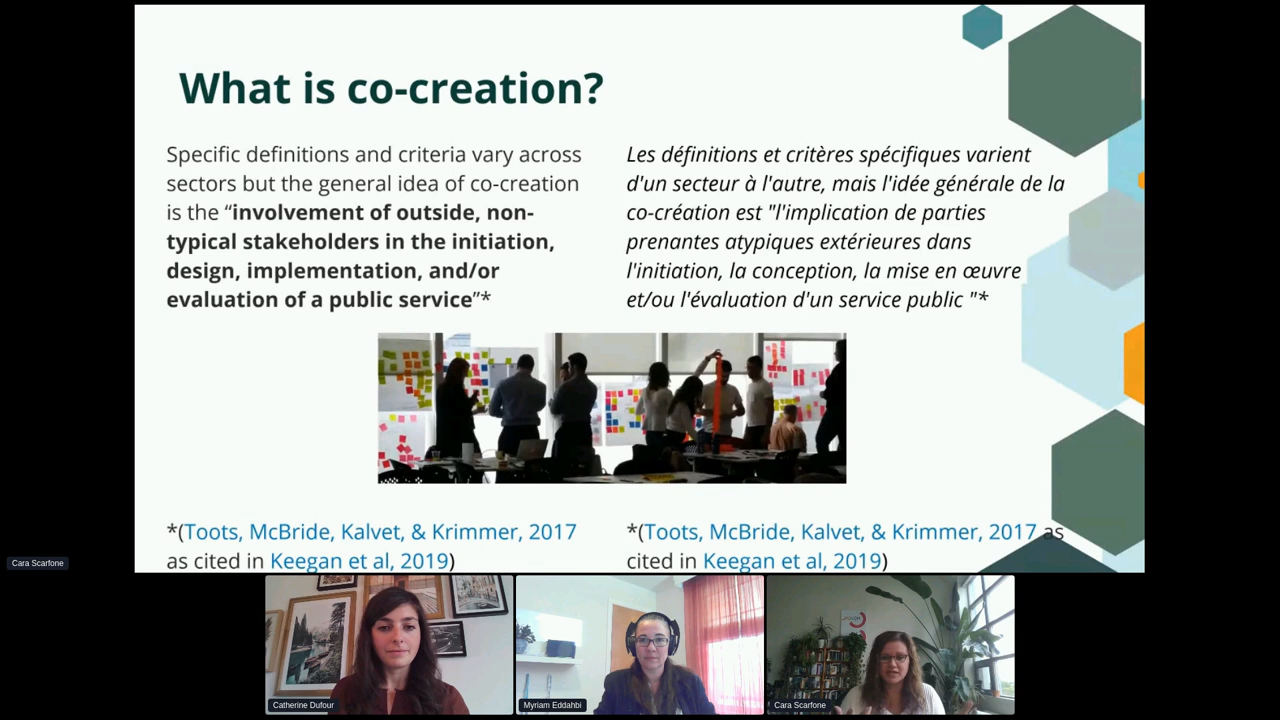 What is co-creation?
Specific definitions and criteria vary across
sectors but the general idea of co-creation
is the “involvement of outside, non-
typical stakeholders in the initiation,
design, implementation, and/or
evaluation of a public service”*
Les définitions et critères spécifiques varient
d'un secteur à l'autre, mais l'idée générale de la
co-création est "l'implication de parties
prenantes atypiques extérieures dans
l'initiation, la conception, la mise en œuvre
et/ou l'évaluation d'un service public "*
*(Toots, McBride, Kalvet, & Krimmer, 2017
as cited in Keegan et al, 2019)
*(Toots, McBride, Kalvet, & Krimmer, 2017 as
cited in Keegan et al, 2019)
Cara Scarfone
Catherine Dufour
Myriam Eddahbi
Cara Scarfone